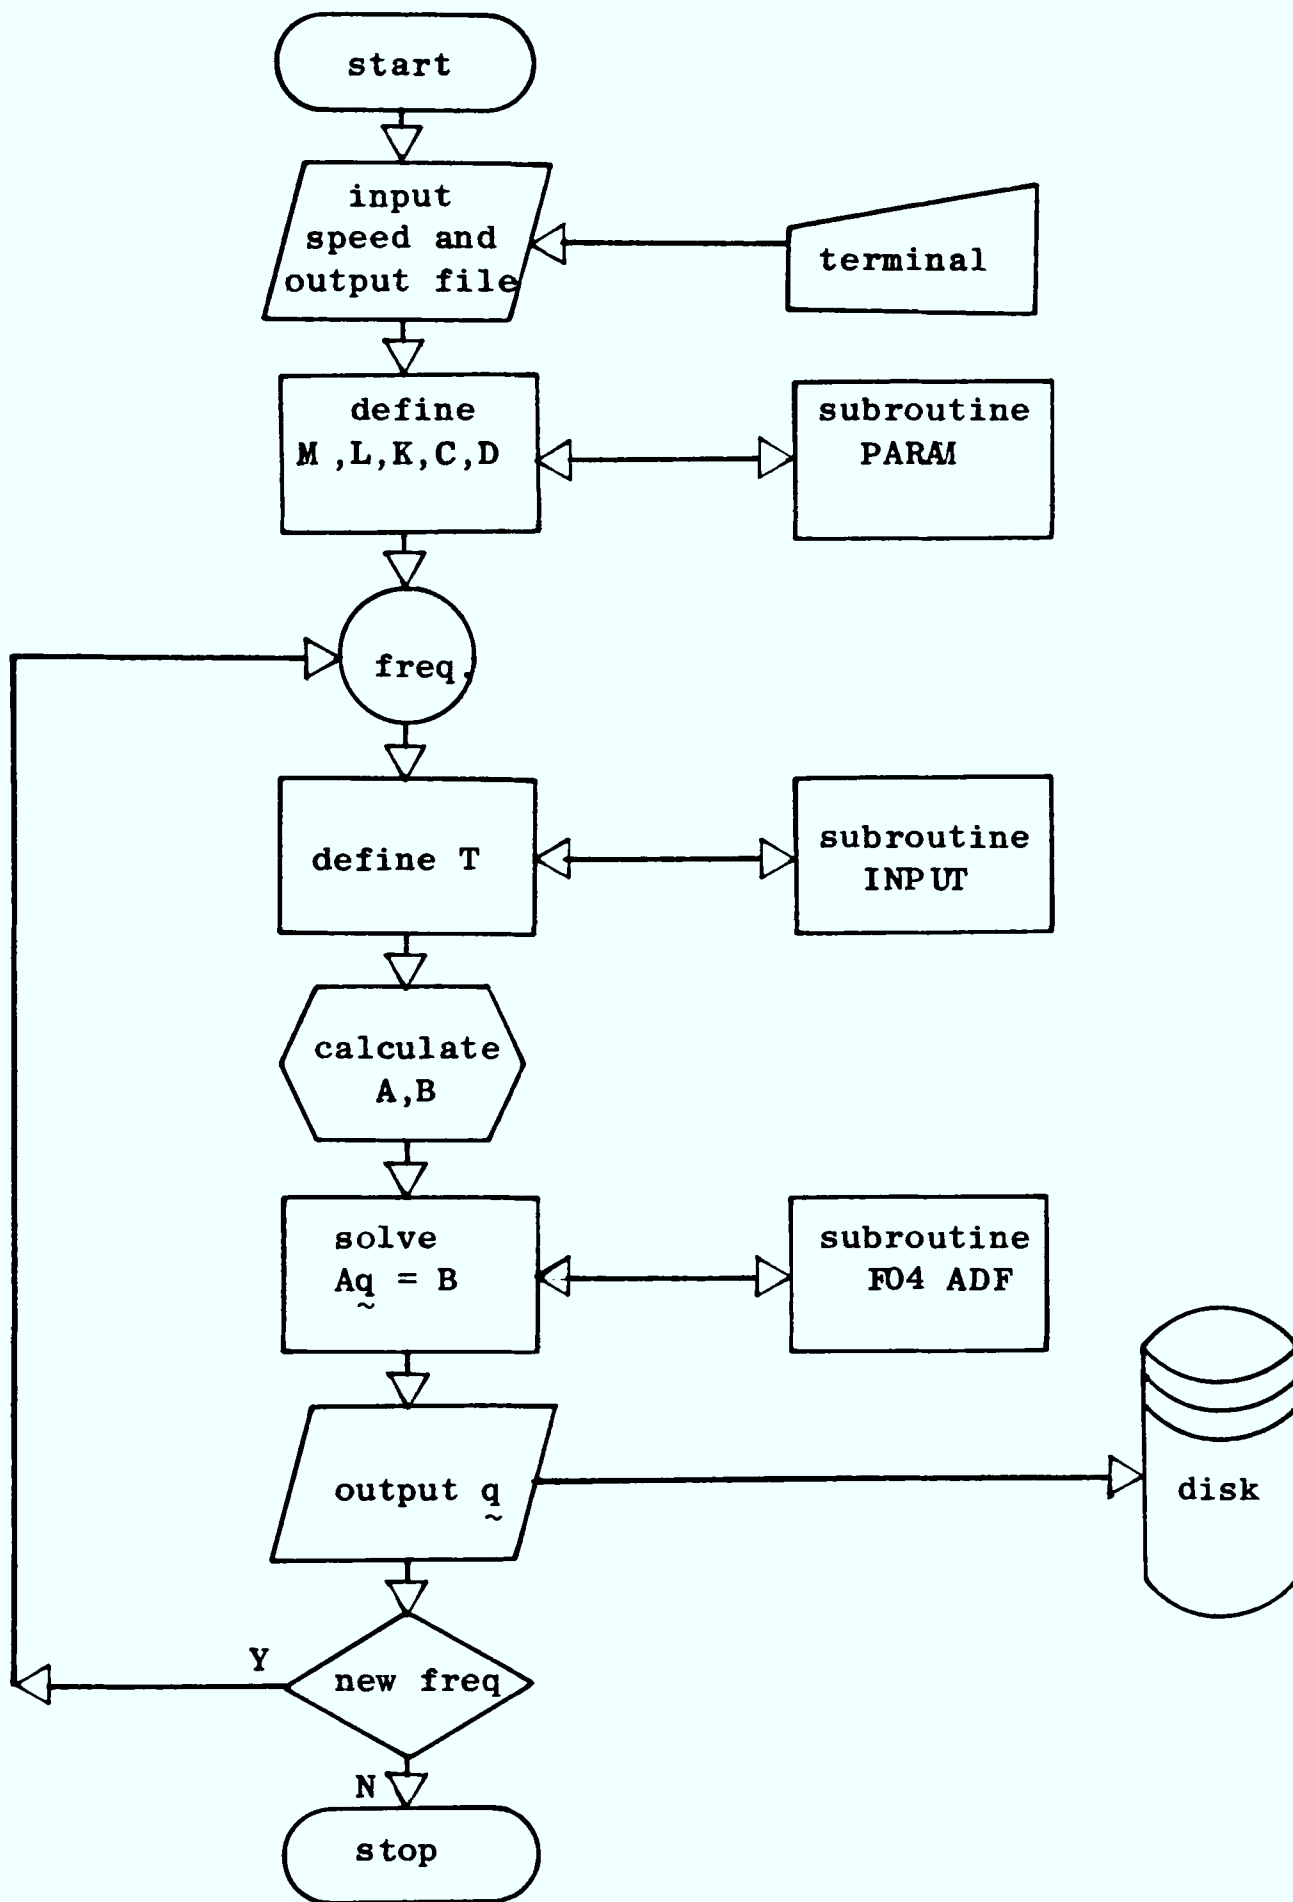 start
input
speed and
output file
terminal
define
M ,L,K,C,D
subroutine
PARAM
freq.
define T
subroutine
INPUT
calculate
A,B
solve
Aq̰ = B
subroutine
FO4 ADF
output q̰
disk
Y
new freq
N
stop